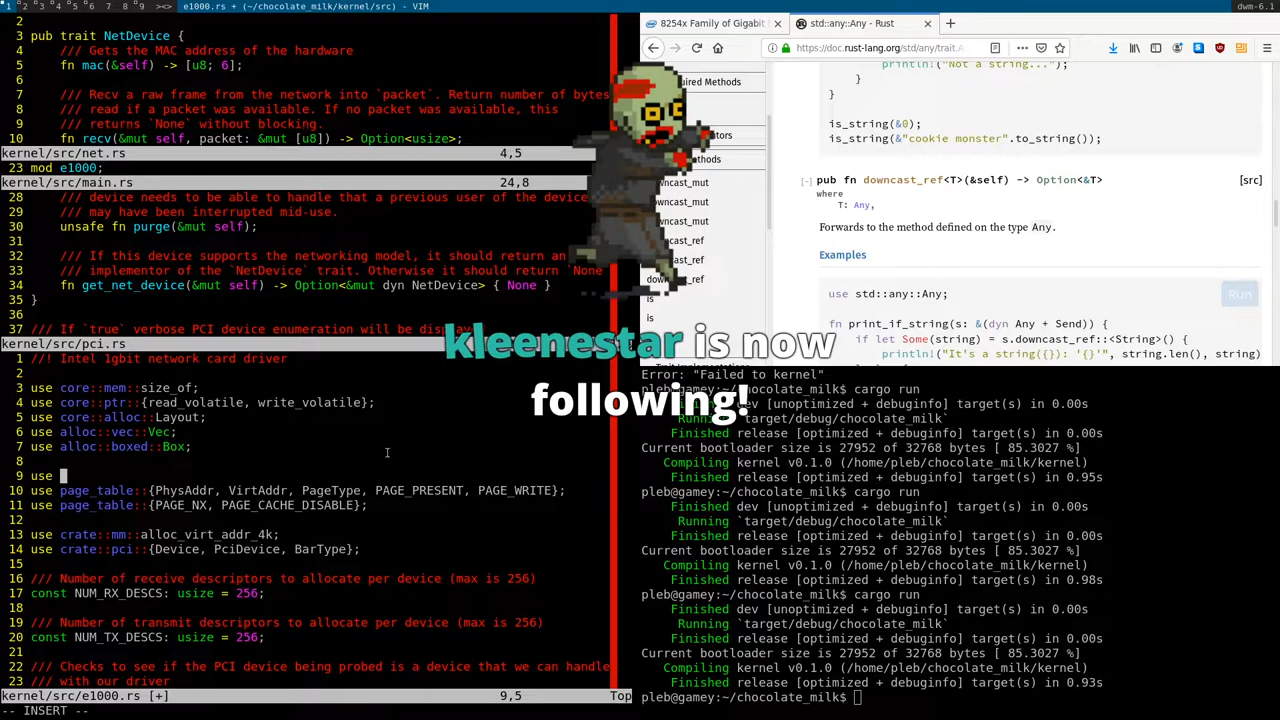 1 2 3 4 5 6 7 8 9 ><> e1000.rs + (~/chocolate_milk/kernel/src) - VIM
dwm-6.1
2
3 pub trait NetDevice {
4 /// Gets the MAC address of the hardware
5 fn mac(&self) -> [u8; 6];
6
7 /// Recv a raw frame from the network into `packet`. Return number of bytes
8 /// read if a packet was available. If no packet was available, this
9 /// returns `None` without blocking.
10 fn recv(&mut self, packet: &mut [u8]) -> Option<usize>;
kernel/src/net.rs 4,5
23 mod e1000;
kernel/src/main.rs 24,8
28 /// device needs to be able to handle that a previous user of the device
29 /// may have been interrupted mid-use.
30 unsafe fn purge(&mut self);
31
32 /// If this device supports the networking model, it should return an
33 /// implementor of the `NetDevice` trait. Otherwise it should return `None
34 fn get_net_device(&mut self) -> Option<&mut dyn NetDevice> { None }
35 }
37 /// If `true` verbose PCI device enumeration will be
kernel/src/pci.rs
1 //! Intel 1gbit network card driver
2
3 use core::mem::size_of;
4 use core::ptr::{read_volatile, write_volatile};
5 use core::alloc::Layout;
6 use alloc::vec::Vec;
7 use alloc::boxed::Box;
8
9 use
10 use page_table::{PhysAddr, VirtAddr, PageType, PAGE_PRESENT, PAGE_WRITE};
11 use page_table::{PAGE_NX, PAGE_CACHE_DISABLE};
12
13 use crate::mm::alloc_virt_addr_4k;
14 use crate::pci::{Device, PciDevice, BarType};
15
16 /// Number of receive descriptors to allocate per device (max is 256)
17 const NUM_RX_DESCS: usize = 256;
18
19 /// Number of transmit descriptors to allocate per device (max is 256)
20 const NUM_TX_DESCS: usize = 256;
21
22 /// Checks to see if the PCI device being probed is a device that we can handle
23 /// with our driver
kernel/src/e1000.rs [+] 9,5 Top
-- INSERT --
kleenestar is now
following!
8254x Family of Gigabit
std::any::Any - Rust
https://doc.rust-lang.org/std/any/trait.A
uired Methods
tors
ethods
owncast_mut
owncast_mut
owncast_mut
owncast_ref
owncast_ref
downcast_ref
is
is
println!("Not a string...");
}
}
is_string(&0);
is_string(&"cookie monster".to_string());
[-] pub fn downcast_ref<T>(&self) -> Option<&T> [src]
where
T: Any,
Forwards to the method defined on the type Any.
Examples
Run
use std::any::Any;
fn print_if_string(s: &(dyn Any + Send)) {
if let Some(string) = s.downcast_ref::<String>() {
println!("It's a string({}): '{}'", string.len(), string)
Error: "Failed to kernel"
pleb@gamey:~/chocolate_milk$ cargo run
dev [unoptimized + debuginfo] target(s) in 0.00s
Running `target/debug/chocolate_milk`
Finished release [optimized + debuginfo] target(s) in 0.00s
Current bootloader size is 27952 of 32768 bytes [ 85.3027 %]
Compiling kernel v0.1.0 (/home/pleb/chocolate_milk/kernel)
Finished release [optimized + debuginfo] target(s) in 0.95s
pleb@gamey:~/chocolate_milk$ cargo run
Finished dev [unoptimized + debuginfo] target(s) in 0.00s
Running `target/debug/chocolate_milk`
Finished release [optimized + debuginfo] target(s) in 0.00s
Current bootloader size is 27952 of 32768 bytes [ 85.3027 %]
Compiling kernel v0.1.0 (/home/pleb/chocolate_milk/kernel)
Finished release [optimized + debuginfo] target(s) in 0.98s
pleb@gamey:~/chocolate_milk$ cargo run
Finished dev [unoptimized + debuginfo] target(s) in 0.00s
Running `target/debug/chocolate_milk`
Finished release [optimized + debuginfo] target(s) in 0.00s
Current bootloader size is 27952 of 32768 bytes [ 85.3027 %]
Compiling kernel v0.1.0 (/home/pleb/chocolate_milk/kernel)
Finished release [optimized + debuginfo] target(s) in 0.93s
pleb@gamey:~/chocolate_milk$